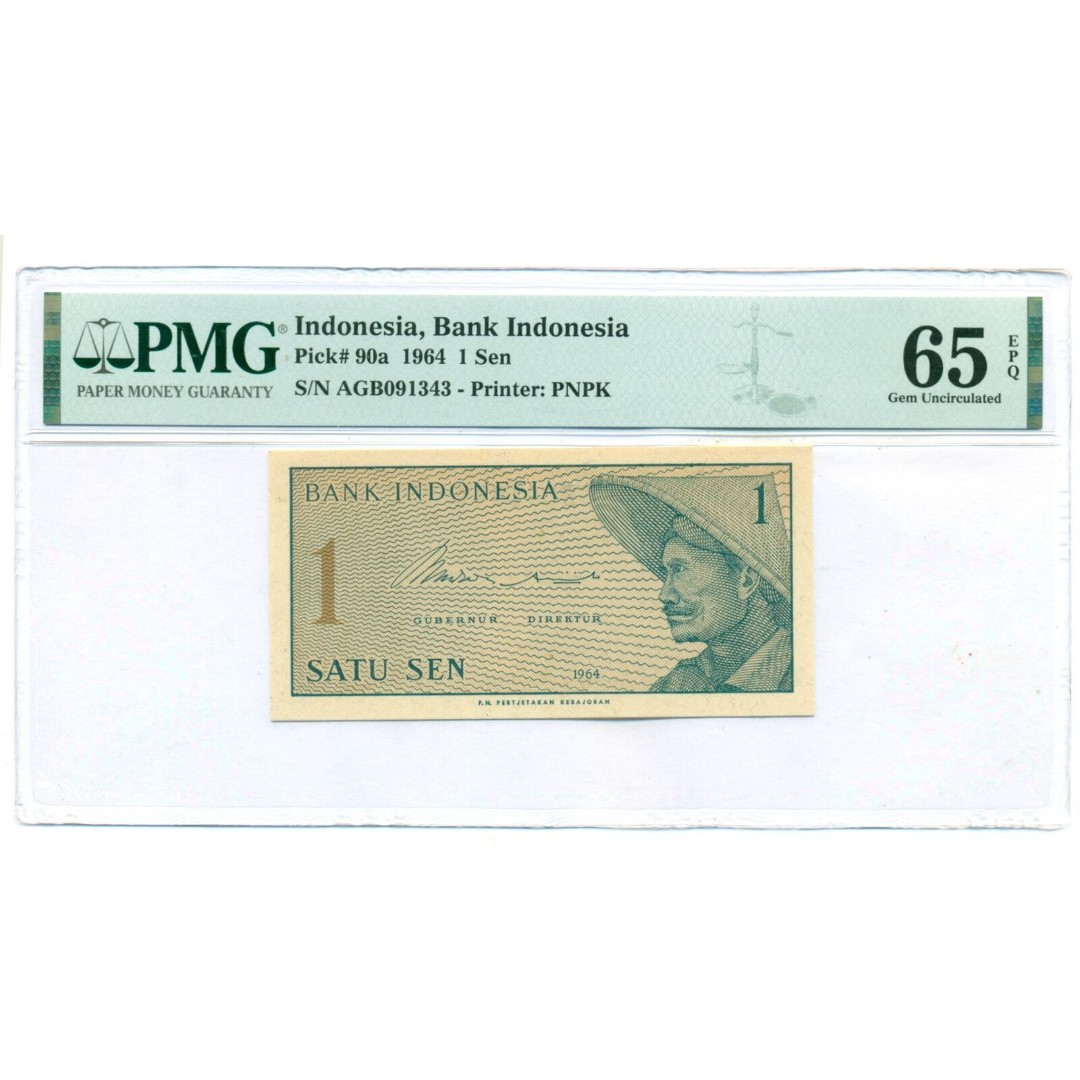 PMG®
PAPER MONEY GUARANTY
Indonesia, Bank Indonesia
Pick# 90a 1964 1 Sen
S/N AGB091343 - Printer: PNPK
65
EPQ
Gem Uncirculated
BANK INDONESIA
1
1
GUBERNUR DIREKTUR
SATU SEN
1964
P.N. PERTJETAKAN KEBAJORAN